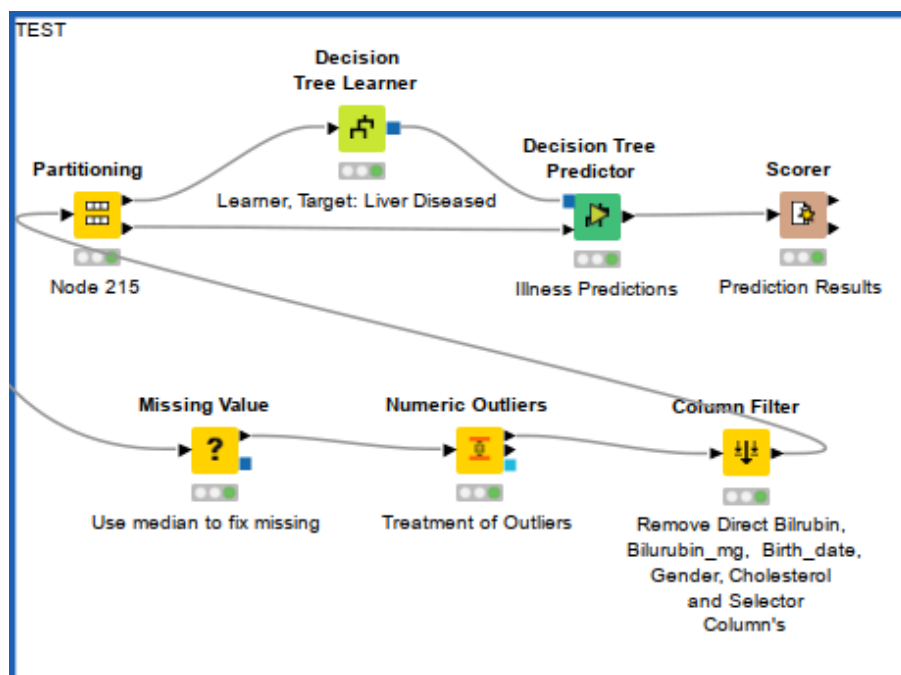 TEST
Decision
Tree Learner
Partitioning
Decision Tree
Predictor
Scorer
Learner, Target: Liver Diseased
Node 215
Illness Predictions
Prediction Results
Missing Value
Numeric Outliers
Column Filter
?
Use median to fix missing
Treatment of Outliers
Remove Direct Bilrubin,
Bilurubin_mg, Birth_date,
Gender, Cholesterol
and Selector
Column's